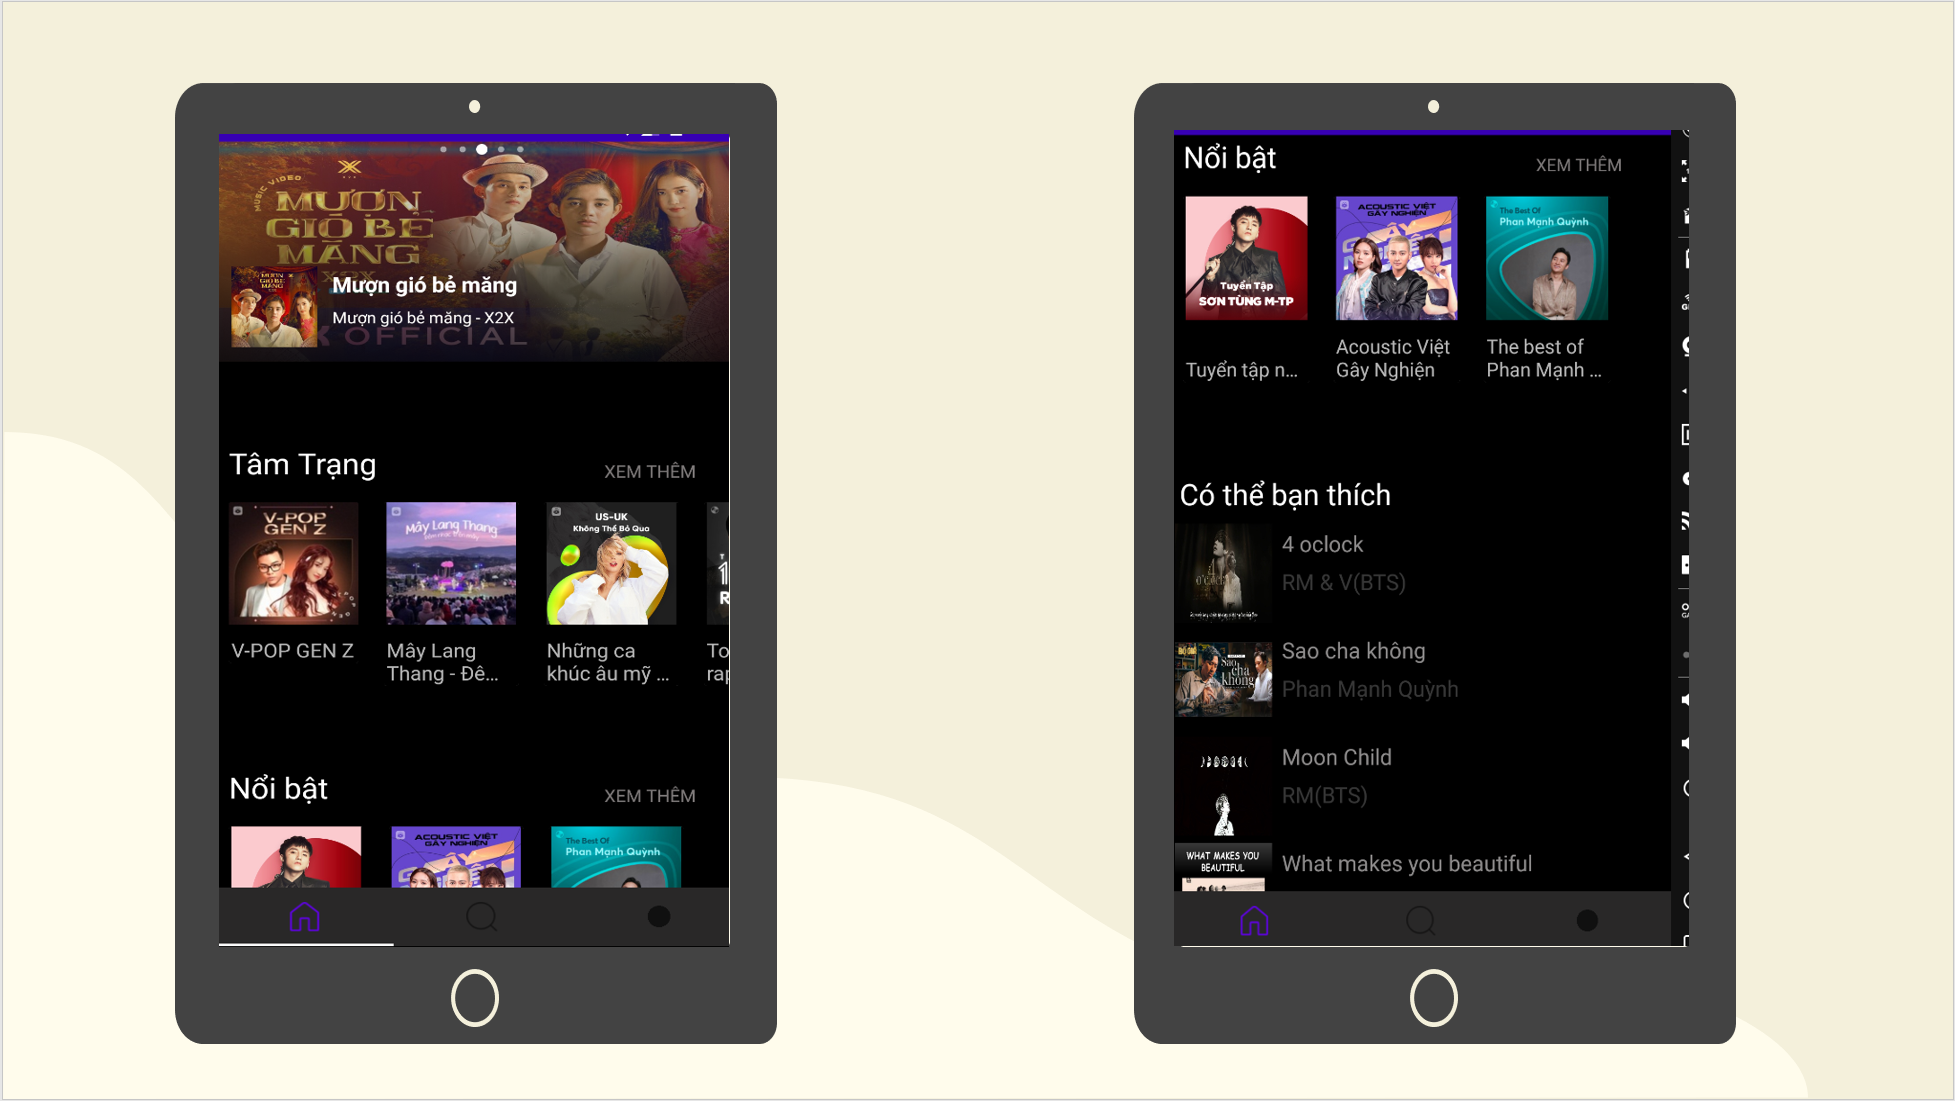 MUSIC VIDEO
MƯỢN
GIÓ BẺ
MĂNG
X2X
Mượn gió bẻ măng
Mượn gió bẻ măng - X2X
OFFICIAL
Tâm Trạng
XEM THÊM
V-POP
GEN Z
Mây Lang Thang
US-UK
Không Thể Bỏ Qua
V-POP GEN Z
Mây Lang
Thang - Đê...
Những ca
khúc âu mỹ ...
To
rap
Nổi bật
XEM THÊM
ACOUSTIC VIỆT
GÂY NGHIỆN
The Best Of
Phan Mạnh Quỳnh
Nổi bật
XEM THÊM
Tuyển Tập
SƠN TÙNG M-TP
ACOUSTIC VIỆT
GÂY NGHIỆN
The Best Of
Phan Mạnh Quỳnh
Tuyển tập n...
Acoustic Việt
Gây Nghiện
The best of
Phan Mạnh ...
Có thể bạn thích
4 oclock
RM & V(BTS)
Sao
cha
không
Sao cha không
Phan Mạnh Quỳnh
Moon Child
RM(BTS)
WHAT MAKES YOU
BEAUTIFUL
What makes you beautiful